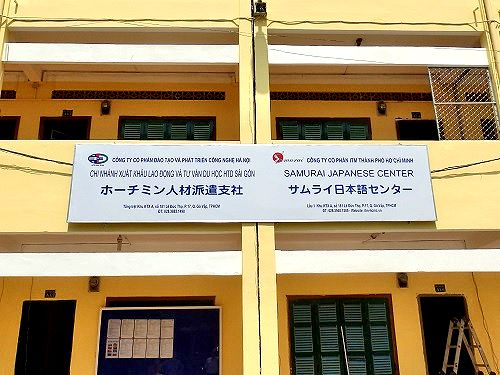 CÔNG TY CỔ PHẦN ĐÀO TẠO VÀ PHÁT TRIỂN CÔNG NGHỆ HÀ NỘI
CHI NHÁNH XUẤT KHẨU LAO ĐỘNG VÀ TƯ VẤN DU HỌC HTD SÀI GÒN
ホーチミン人材派遣支社
CÔNG TY CỔ PHẦN ITM THÀNH PHỐ HỒ CHÍ MINH
SAMURAI JAPANESE CENTER
サムライ日本語センター